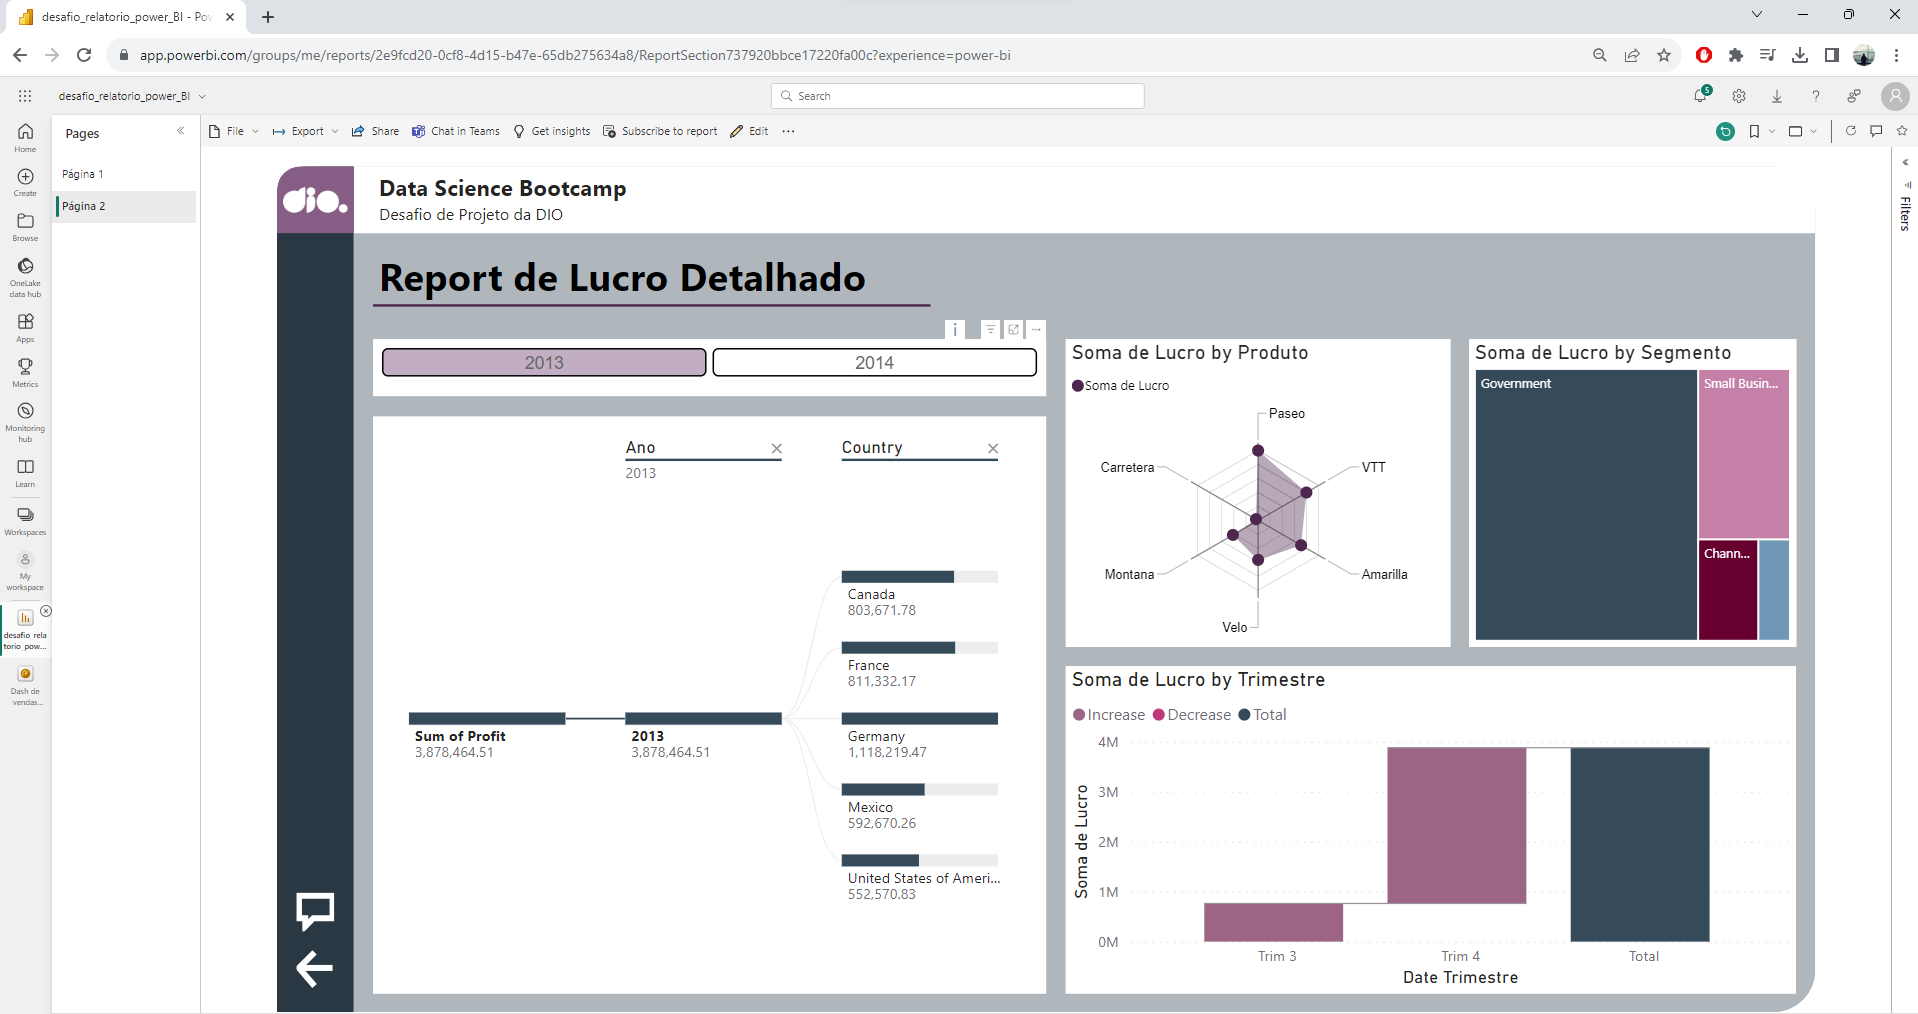 desafio_relatorio_power_BI - Pow
app.powerbi.com/groups/me/reports/2e9fcd20-0cf8-4d15-b47e-65db275634a8/ReportSection737920bbce17220fa00c?experience=power-bi
desafio_relatorio_power_BI
Search
5
Home
Create
Browse
OneLake
data hub
Apps
Metrics
Monitoring
hub
Learn
Workspaces
My
workspace
desafio_rela
torio_pow...
Dash de
vendas...
Pages
Página 1
Página 2
File
Export
Share
Chat in Teams
Get insights
Subscribe to report
Edit
Filters
dio.
Data Science Bootcamp
Desafio de Projeto da DIO
Report de Lucro Detalhado
2013
2014
Ano
2013
Country
Sum of Profit
3,878,464.51
2013
3,878,464.51
Canada
803,671.78
France
811,332.17
Germany
1,118,219.47
Mexico
592,670.26
United States of Ameri...
552,570.83
Soma de Lucro by Produto
Soma de Lucro
Paseo
VTT
Amarilla
Velo
Montana
Carretera
Soma de Lucro by Segmento
Government
Small Busin...
Chann...
Soma de Lucro by Trimestre
Increase
Decrease
Total
Soma de Lucro
4M
3M
2M
1M
0M
Trim 3
Trim 4
Total
Date Trimestre